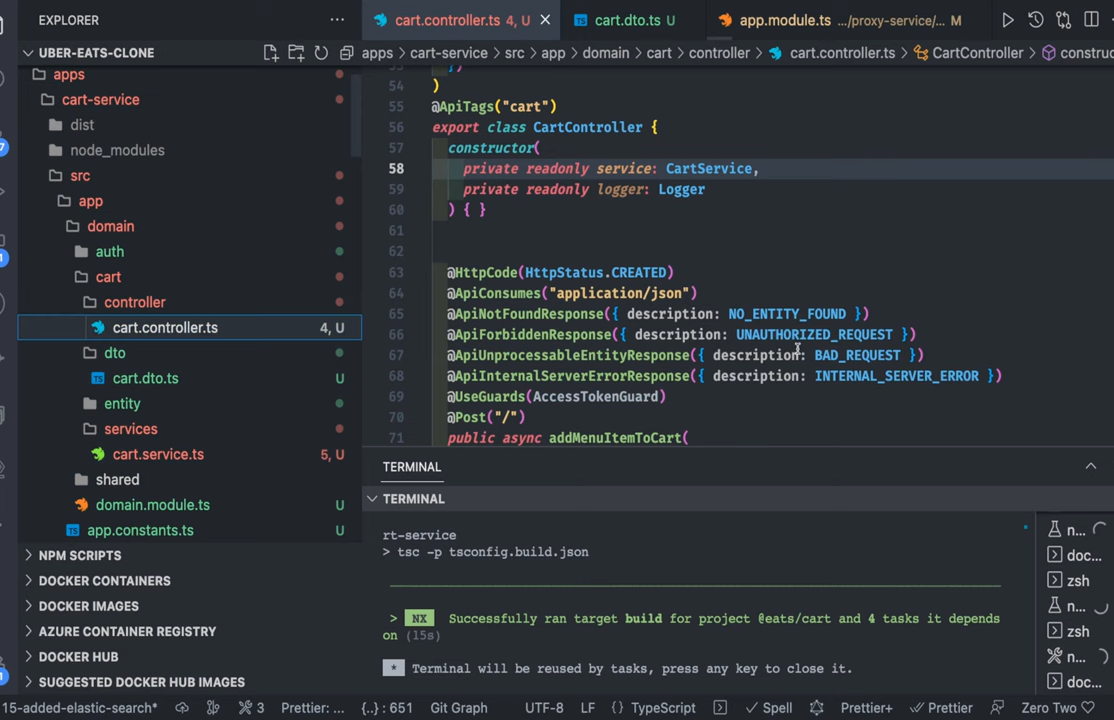 EXPLORER
UBER-EATS-CLONE
apps
cart-service
dist
node_modules
src
app
domain
auth
cart
controller
cart.controller.ts 4, U
dto
cart.dto.ts U
entity
services
cart.service.ts 5, U
shared
domain.module.ts U
app.constants.ts U
NPM SCRIPTS
DOCKER CONTAINERS
DOCKER IMAGES
AZURE CONTAINER REGISTRY
DOCKER HUB
SUGGESTED DOCKER HUB IMAGES
cart.controller.ts 4, U cart.dto.ts U app.module.ts .../proxy-service/... M
apps > cart-service > src > app > domain > cart > controller > cart.controller.ts > CartController >
54 )
55 @ApiTags("cart")
56 export class CartController {
57 constructor(
58 private readonly service: CartService,
59 private readonly logger: Logger
60 ) { }
61
62
63 @HttpCode(HttpStatus.CREATED)
64 @ApiConsumes("application/json")
65 @ApiNotFoundResponse({ description: NO_ENTITY_FOUND })
66 @ApiForbiddenResponse({ description: UNAUTHORIZED_REQUEST })
67 @ApiUnprocessableEntityResponse({ description: BAD_REQUEST })
68 @ApiInternalServerErrorResponse({ description: INTERNAL_SERVER_ERROR })
69 @UseGuards(AccessTokenGuard)
70 @Post("/")
71 public async addMenuItemToCart(
TERMINAL
TERMINAL
rt-service
> tsc -p tsconfig.build.json
> NX Successfully ran target build for project @eats/cart and 4 tasks it depends
on (15s)
* Terminal will be reused by tasks, press any key to close it.
n...
doc...
zsh
n...
zsh
n...
doc...
15-added-elastic-search* 3 Prettier: ... {..} : 651 Git Graph UTF-8 LF {} TypeScript Spell Prettier+ Prettier Zero Two